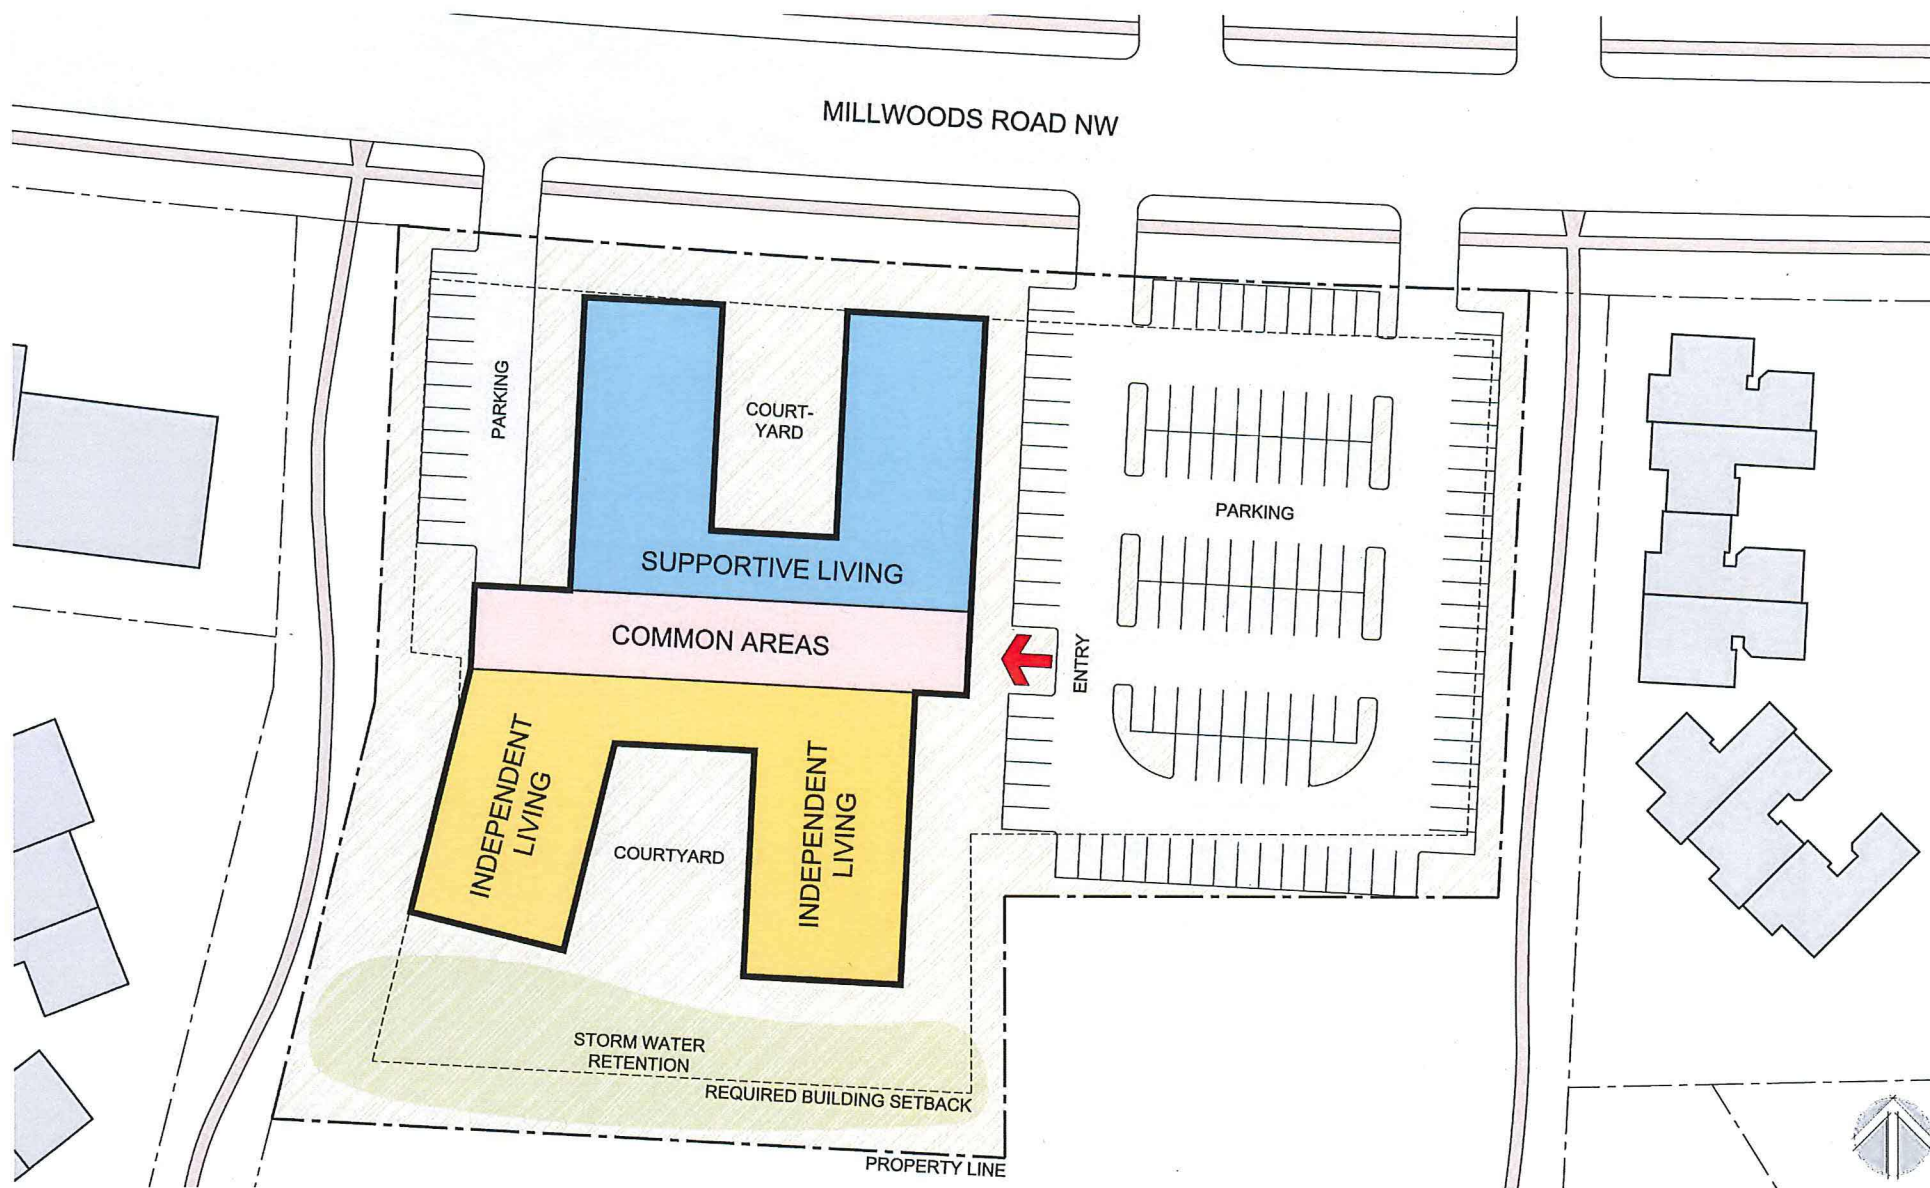 MILLWOODS ROAD NW
PARKING
COURT-
YARD
PARKING
SUPPORTIVE LIVING
COMMON AREAS
ENTRY
INDEPENDENT
LIVING
INDEPENDENT
LIVING
COURTYARD
STORM WATER
RETENTION
REQUIRED BUILDING SETBACK
PROPERTY LINE